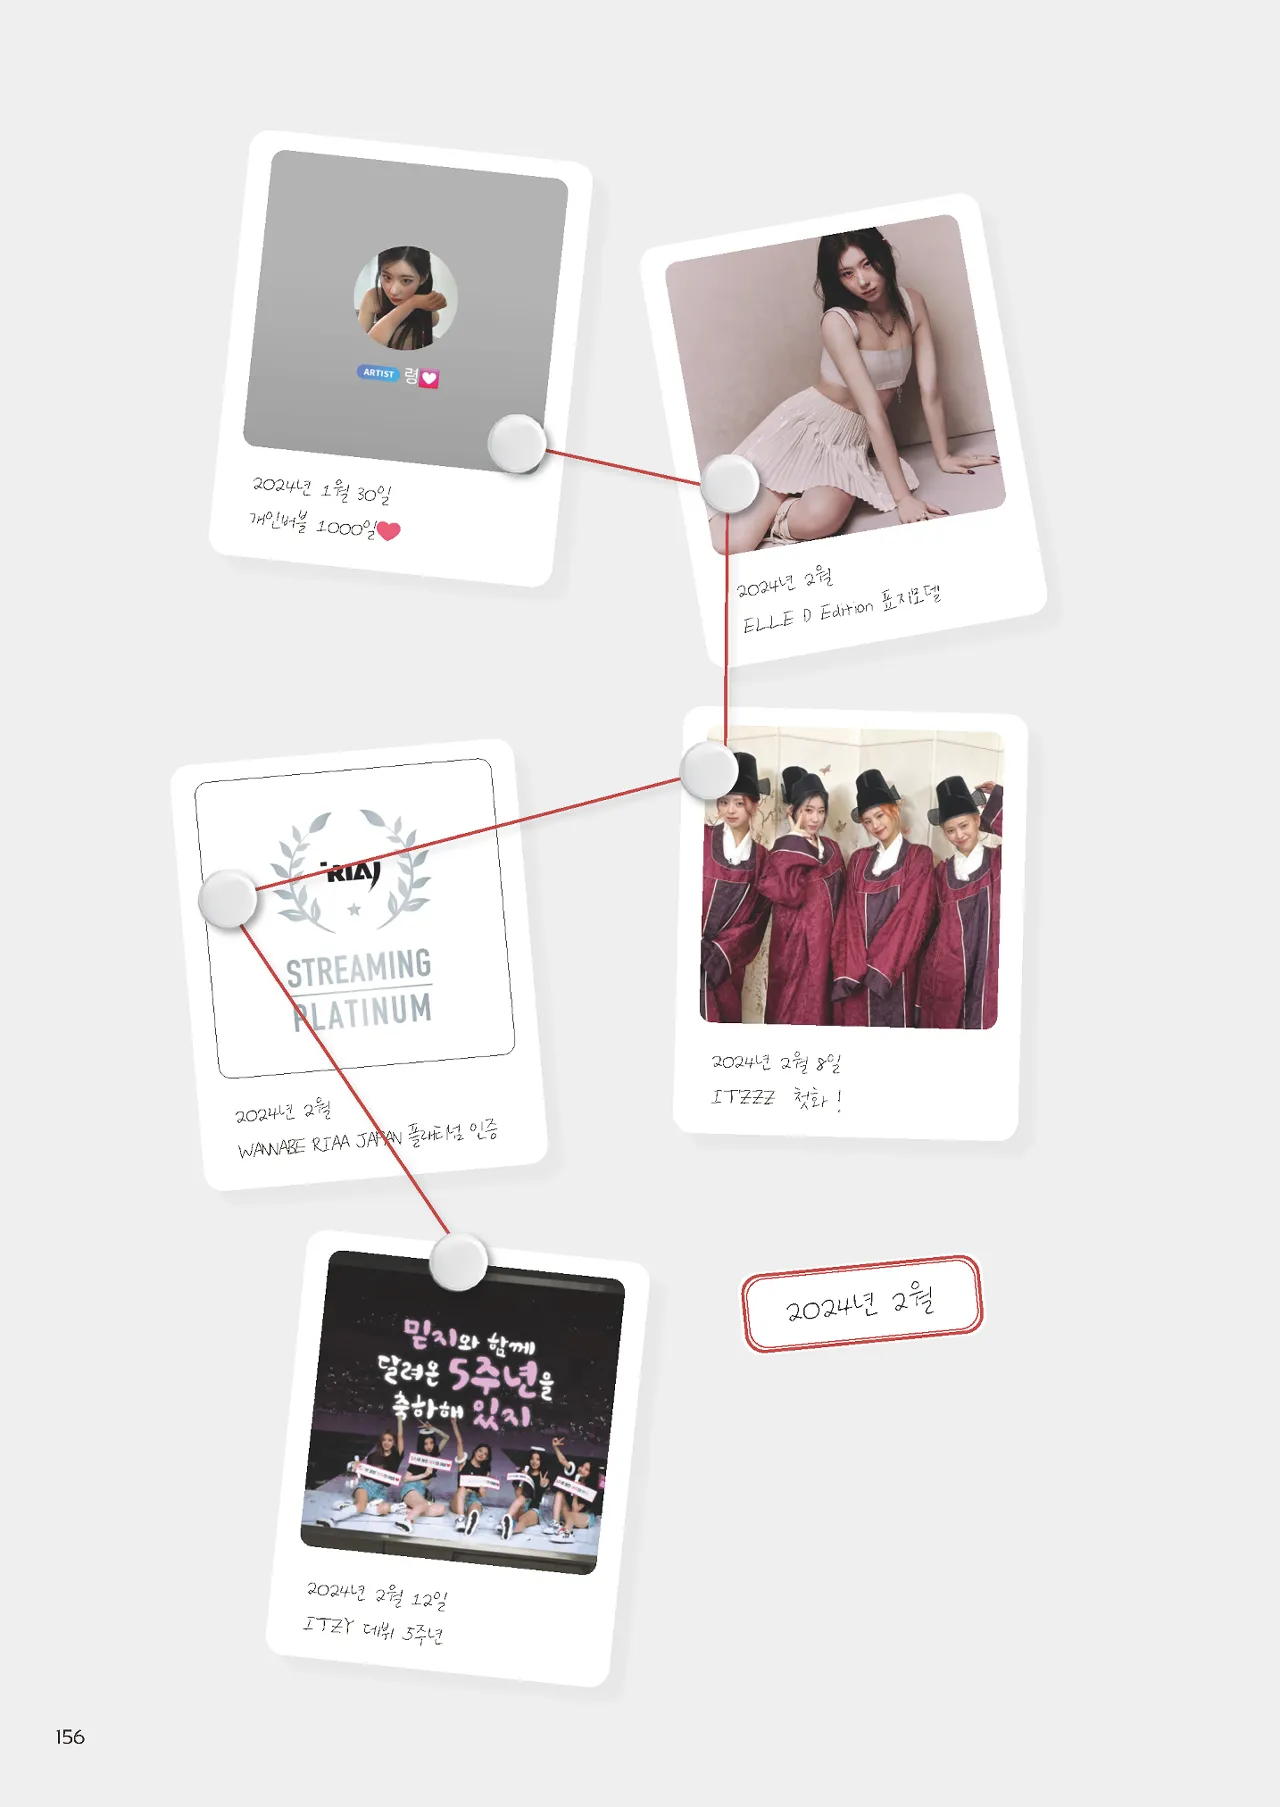 ARTIST 령
2024년 1월 30일
개인버블 1000일
2024년 2월
ELLE D Edition 표지모델
2024년 2월 8일
ITZZZ 첫화!
RIAJ
STREAMING
PLATINUM
2024년 2월
WANNABE RIAA JAPAN 플래티넘 인증
믿지와 함께
달려온 5주년을
축하해 있지
2024년 2월 12일
ITZY 데뷔 5주년
2024년 2월
156